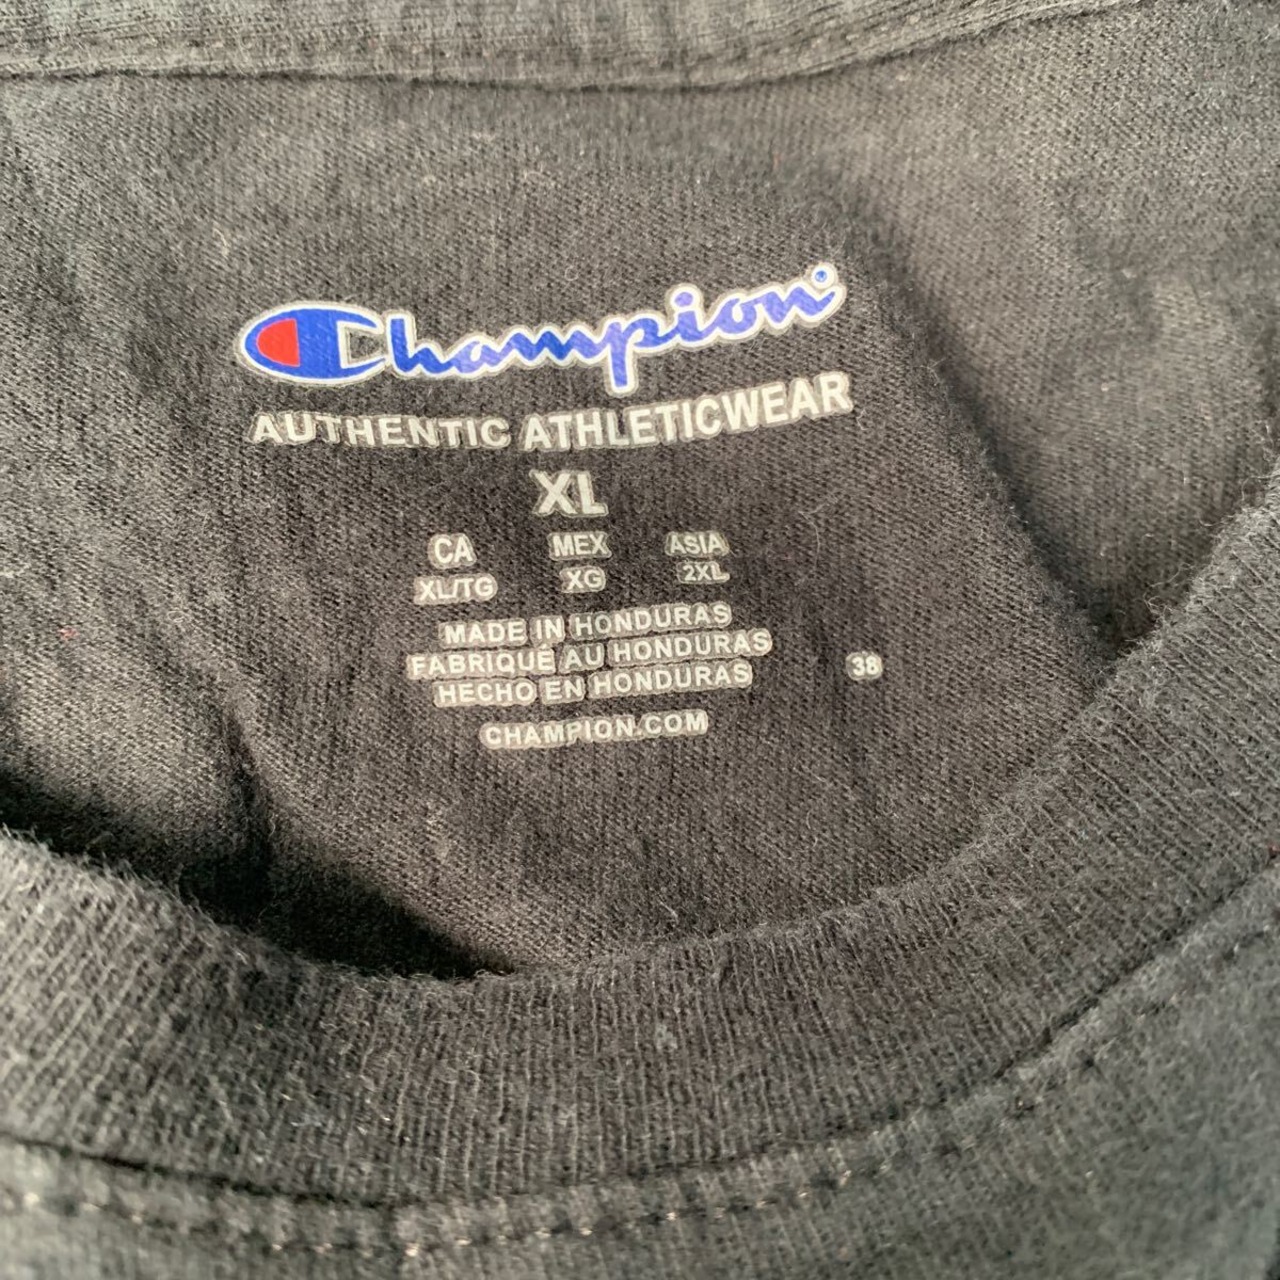 Champion®
AUTHENTIC ATHLETICWEAR
XL
CA MEX ASIA
XL/TG XG 2XL
MADE IN HONDURAS
FABRIQUÉ AU HONDURAS
HECHO EN HONDURAS
38
CHAMPION.COM